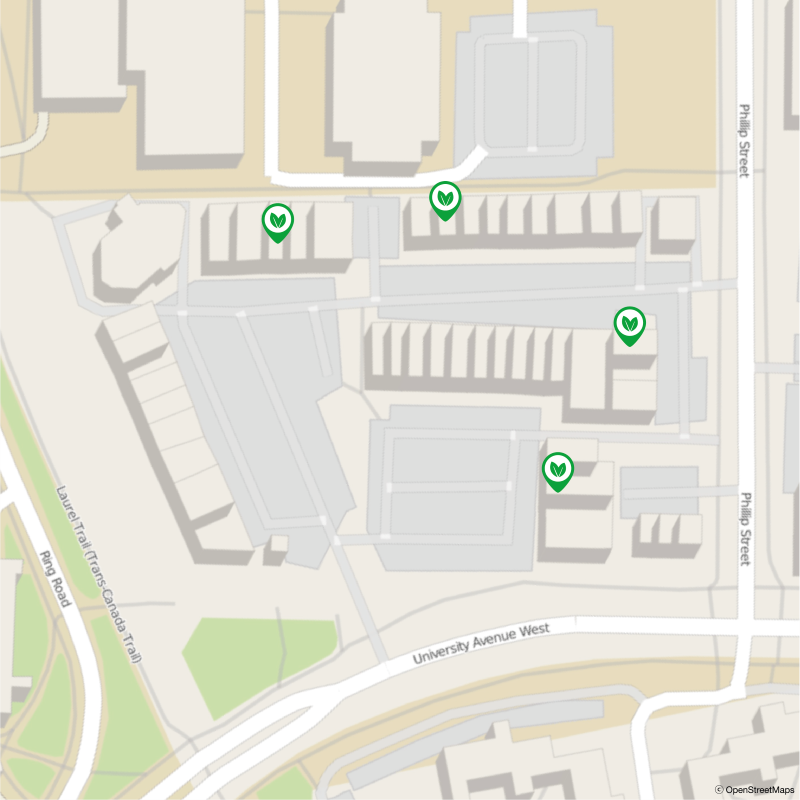 Phillip Street
Laurel Trail (Trans-Canada Trail)
Ring Road
Phillip Street
University Avenue West
© OpenStreetMaps